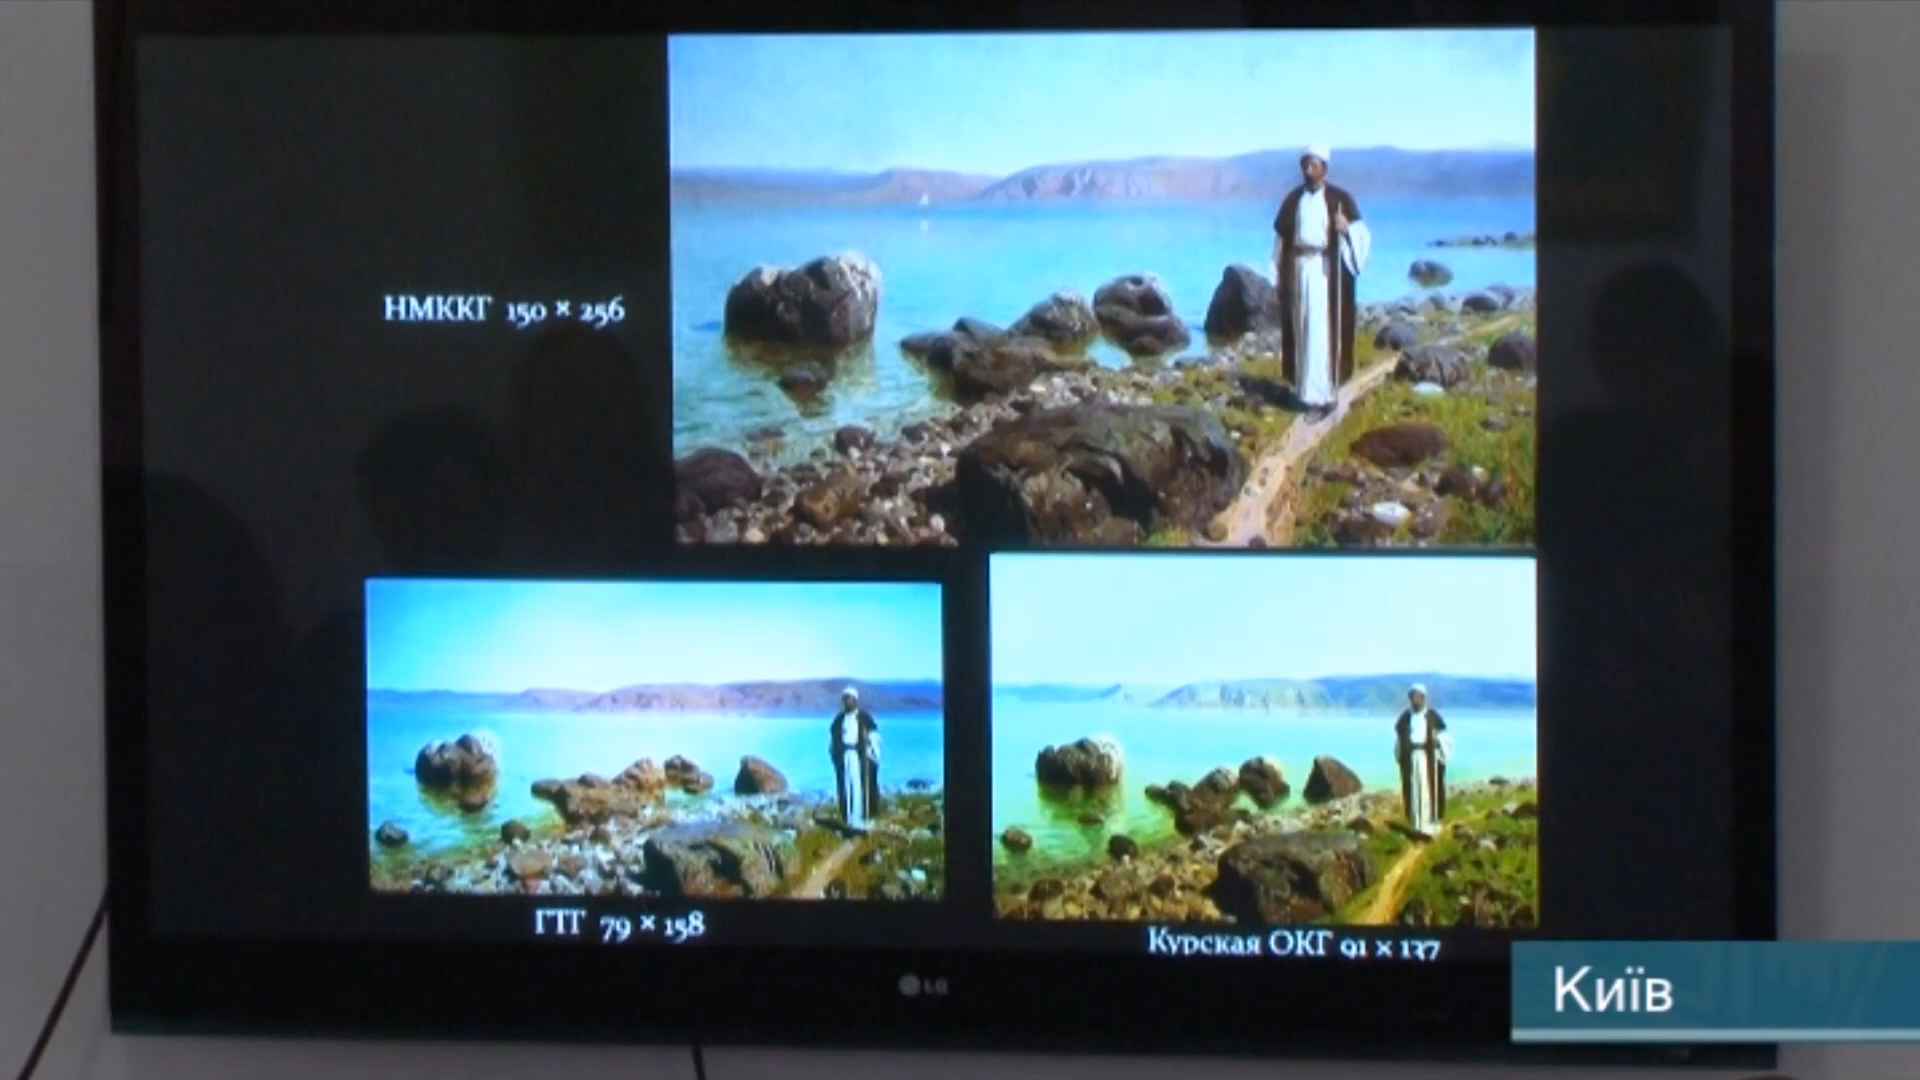 НМККГ 150 × 256
ГТГ 79 × 158
Курская ОКГ 91 × 137
LG
Київ